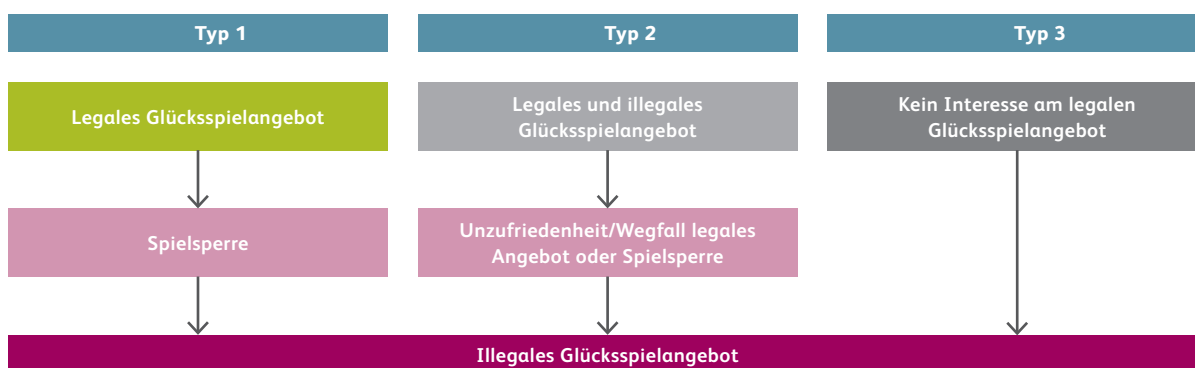 Typ 1
Typ 2
Typ 3
Legales Glücksspielangebot
Legales und illegales
Glücksspielangebot
Kein Interesse am legalen
Glücksspielangebot
Spielsperre
Unzufriedenheit/Wegfall legales
Angebot oder Spielsperre
Illegales Glücksspielangebot